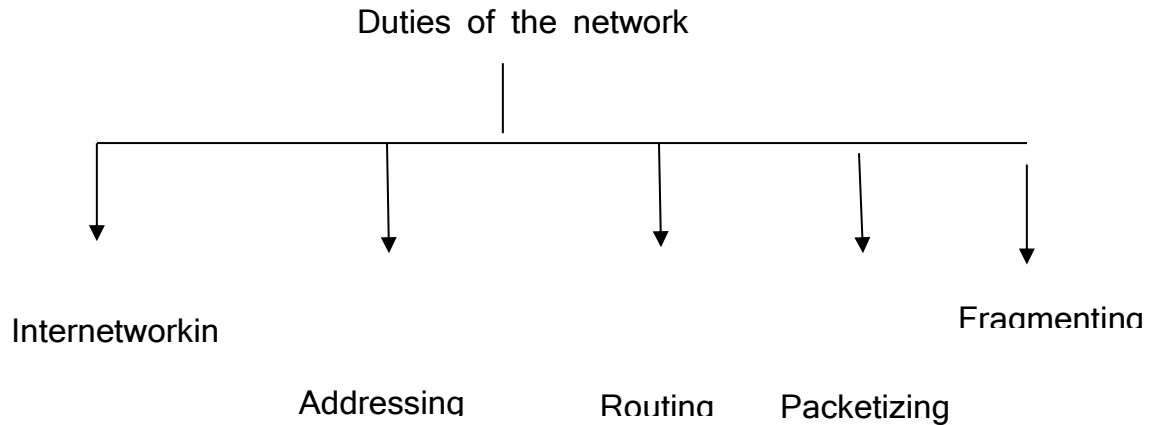 Duties of the network
Internetworkin
Addressing
Routing
Packetizing
Fragmenting